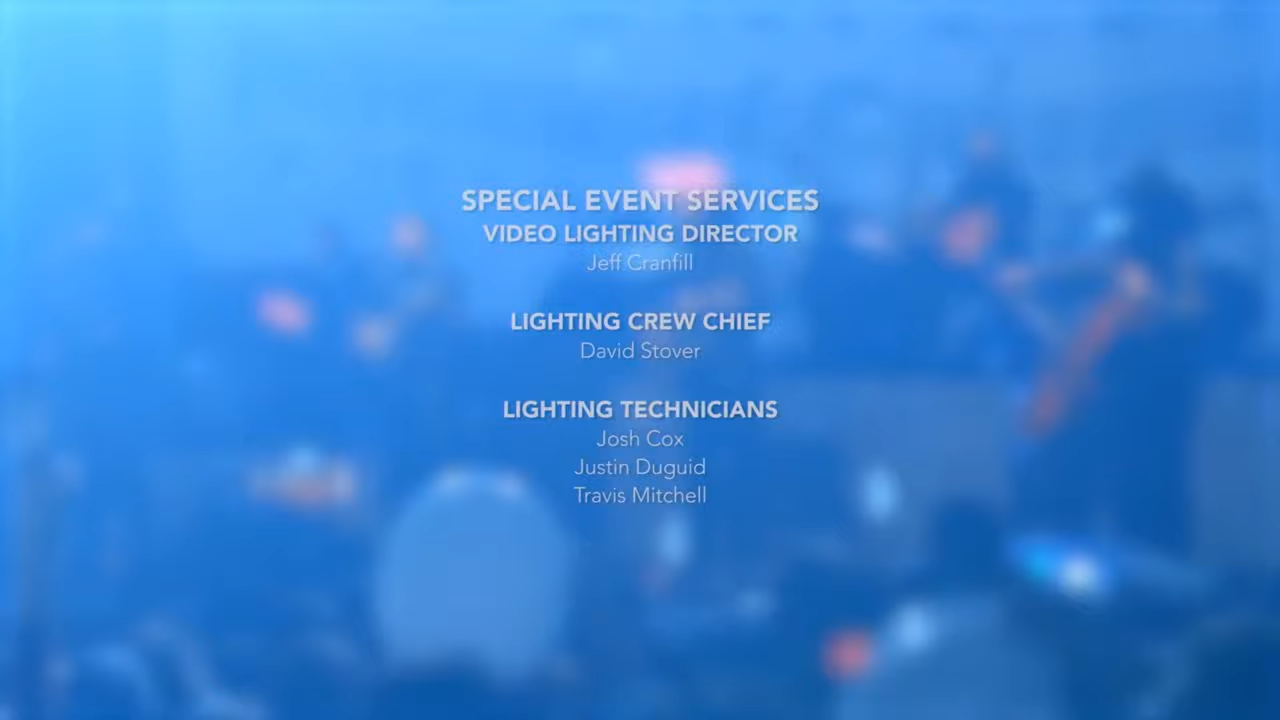 SPECIAL EVENT SERVICES
VIDEO LIGHTING DIRECTOR
Jeff Cranfill
LIGHTING CREW CHIEF
David Stover
LIGHTING TECHNICIANS
Josh Cox
Justin Duguid
Travis Mitchell